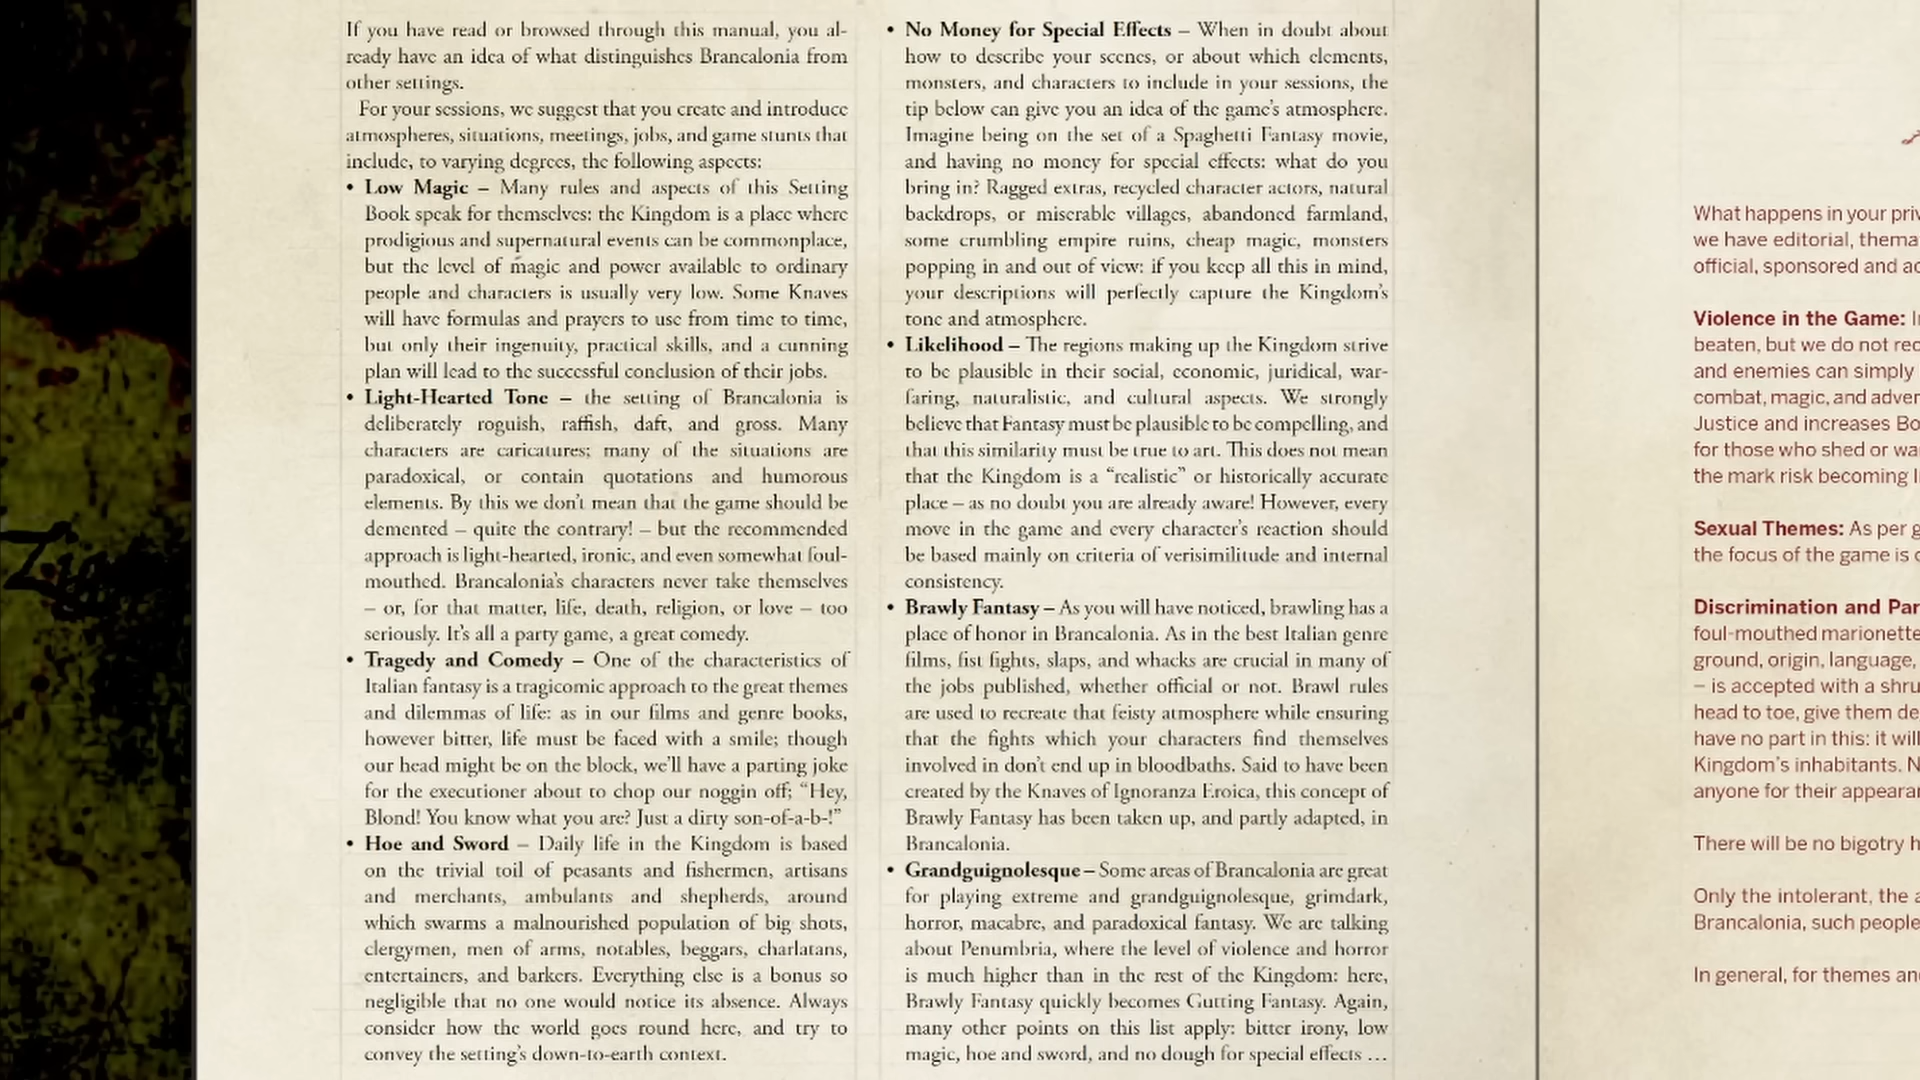 If you have read or browsed through this manual, you al-
ready have an idea of what distinguishes Brancalonia from
other settings.
For your sessions, we suggest that you create and introduce
atmospheres, situations, meetings, jobs, and game stunts that
include, to varying degrees, the following aspects:
• Low Magic – Many rules and aspects of this Setting
Book speak for themselves: the Kingdom is a place where
prodigious and supernatural events can be commonplace,
but the level of magic and power available to ordinary
people and characters is usually very low. Some Knaves
will have formulas and prayers to use from time to time,
but only their ingenuity, practical skills, and a cunning
plan will lead to the successful conclusion of their jobs.
• Light-Hearted Tone – the setting of Brancalonia is
deliberately roguish, raffish, daft, and gross. Many
characters are caricatures; many of the situations are
paradoxical, or contain quotations and humorous
elements. By this we don't mean that the game should be
demented – quite the contrary! – but the recommended
approach is light-hearted, ironic, and even somewhat foul-
mouthed. Brancalonia's characters never take themselves
– or, for that matter, life, death, religion, or love – too
seriously. It's all a party game, a great comedy.
• Tragedy and Comedy – One of the characteristics of
Italian fantasy is a tragicomic approach to the great themes
and dilemmas of life: as in our films and genre books,
however bitter, life must be faced with a smile; though
our head might be on the block, we'll have a parting joke
for the executioner about to chop our noggin off; “Hey,
Blond! You know what you are? Just a dirty son-of-a-b-!”
• Hoe and Sword – Daily life in the Kingdom is based
on the trivial toil of peasants and fishermen, artisans
and merchants, ambulants and shepherds, around
which swarms a malnourished population of big shots,
clergymen, men of arms, notables, beggars, charlatans,
entertainers, and barkers. Everything else is a bonus so
negligible that no one would notice its absence. Always
consider how the world goes round here, and try to
convey the setting's down-to-earth context.
• No Money for Special Effects – When in doubt about
how to describe your scenes, or about which elements,
monsters, and characters to include in your sessions, the
tip below can give you an idea of the game's atmosphere.
Imagine being on the set of a Spaghetti Fantasy movie,
and having no money for special effects: what do you
bring in? Ragged extras, recycled character actors, natural
backdrops, or miserable villages, abandoned farmland,
some crumbling empire ruins, cheap magic, monsters
popping in and out of view: if you keep all this in mind,
your descriptions will perfectly capture the Kingdom's
tone and atmosphere.
• Likelihood – The regions making up the Kingdom strive
to be plausible in their social, economic, juridical, war-
faring, naturalistic, and cultural aspects. We strongly
believe that Fantasy must be plausible to be compelling, and
that this similarity must be true to art. This does not mean
that the Kingdom is a “realistic” or historically accurate
place – as no doubt you are already aware! However, every
move in the game and every character's reaction should
be based mainly on criteria of verisimilitude and internal
consistency.
• Brawly Fantasy – As you will have noticed, brawling has a
place of honor in Brancalonia. As in the best Italian genre
films, fist fights, slaps, and whacks are crucial in many of
the jobs published, whether official or not. Brawl rules
are used to recreate that feisty atmosphere while ensuring
that the fights which your characters find themselves
involved in don't end up in bloodbaths. Said to have been
created by the Knaves of Ignoranza Eroica, this concept of
Brawly Fantasy has been taken up, and partly adapted, in
Brancalonia.
• Grandguignolesque – Some areas of Brancalonia are great
for playing extreme and grandguignolesque, grimdark,
horror, macabre, and paradoxical fantasy. We are talking
about Penumbria, where the level of violence and horror
is much higher than in the rest of the Kingdom: here,
Brawly Fantasy quickly becomes Gutting Fantasy. Again,
many other points on this list apply: bitter irony, low
magic, hoe and sword, and no dough for special effects …
What happens in your
we have editorial,
official, sponsored and
Violence in the Game:
beaten, but we do not
and enemies can simply
combat, magic, and
Justice and increases
for those who shed or
the mark risk becoming
Sexual Themes: As per
the focus of the game is
Discrimination and
foul-mouthed
ground, origin, language,
– is accepted with a
head to toe, give them
have no part in this: it will
Kingdom's inhabitants.
anyone for their
There will be no bigotry
Only the intolerant, the
Brancalonia, such people
In general, for themes